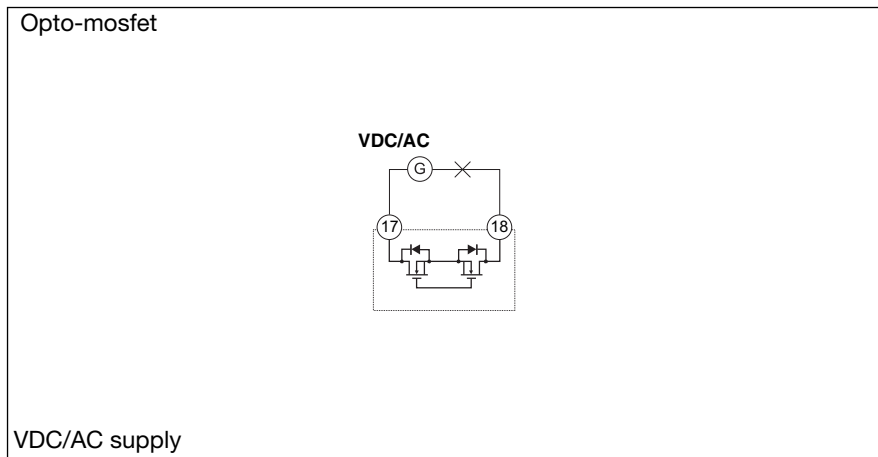 Opto-mosfet
VDC/AC
G
17
18
VDC/AC supply